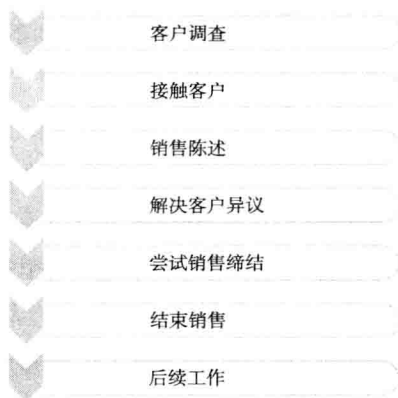 客户调查
接触客户
销售陈述
解决客户异议
尝试销售缔结
结束销售
后续工作